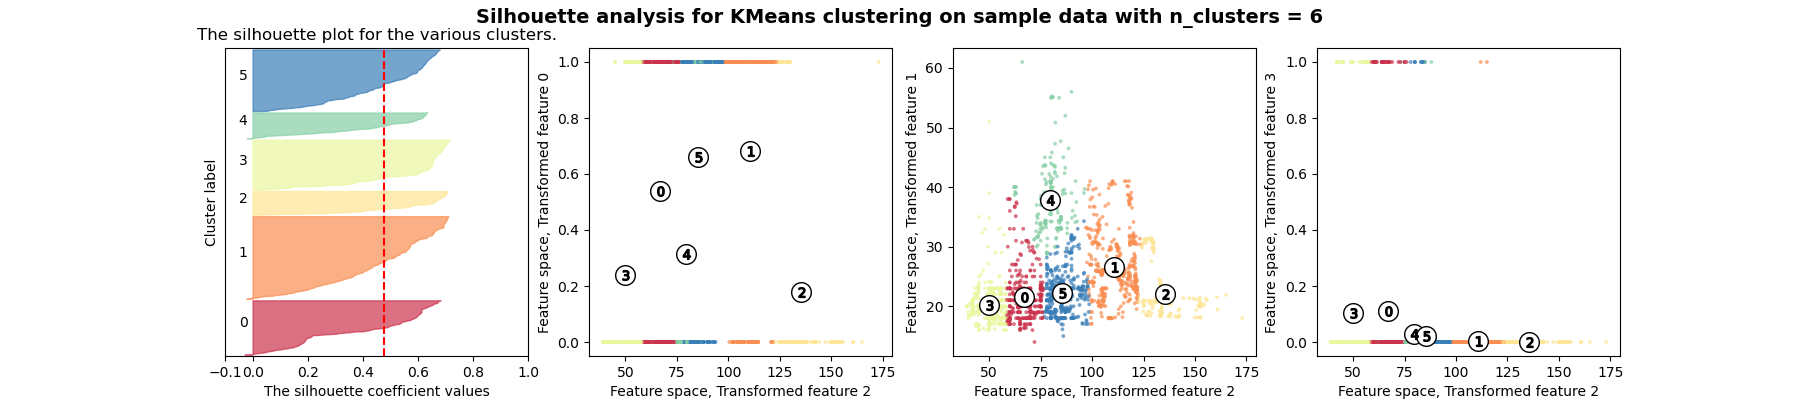 Silhouette analysis for KMeans clustering on sample data with n_clusters = 6
The silhouette plot for the various clusters.
Cluster label
5
4
3
2
1
0
−0.1 0.0 0.2 0.4 0.6 0.8 1.0
The silhouette coefficient values
Feature space, Transformed feature 0
1.0
0.8
0.6
0.4
0.2
0.0
5 1
0
4
3
2
50 75 100 125 150 175
Feature space, Transformed feature 2
Feature space, Transformed feature 1
60
50
40
30
20
4
1
3 0 5 2
50 75 100 125 150 175
Feature space, Transformed feature 2
Feature space, Transformed feature 3
1.0
0.8
0.6
0.4
0.2
0.0
3 0
4 5 1 2
50 75 100 125 150 175
Feature space, Transformed feature 2